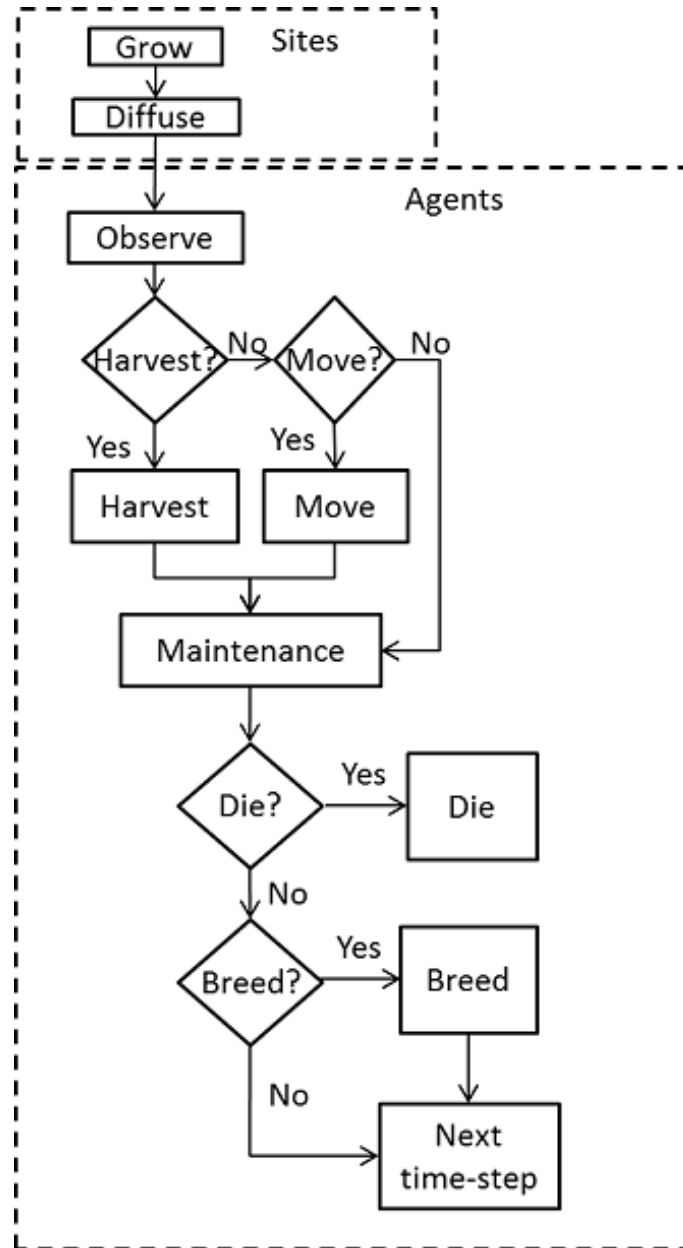 Sites
Grow
Diffuse
Agents
Observe
Harvest?
No
Move?
No
Yes
Yes
Harvest
Move
Maintenance
Die?
Yes
Die
No
Breed?
Yes
Breed
No
Next
time-step